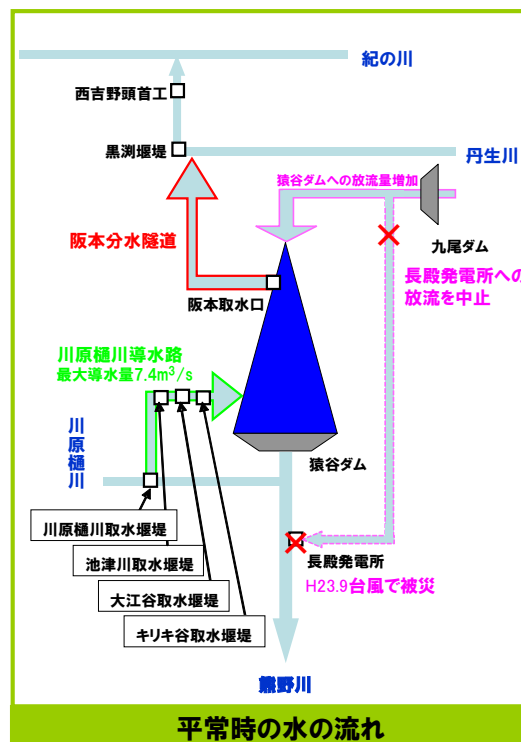 紀の川
西吉野頭首工
黒渕堰堤
丹生川
猿谷ダムへの放流量増加
阪本分水隧道
九尾ダム
長殿発電所への
放流を中止
阪本取水口
川原樋川導水路
最大導水量7.4m³/s
川原樋川
猿谷ダム
川原樋川取水堰堤
池津川取水堰堤
長殿発電所
H23.9台風で被災
大江谷取水堰堤
キリキ谷取水堰堤
熊野川
平常時の水の流れ